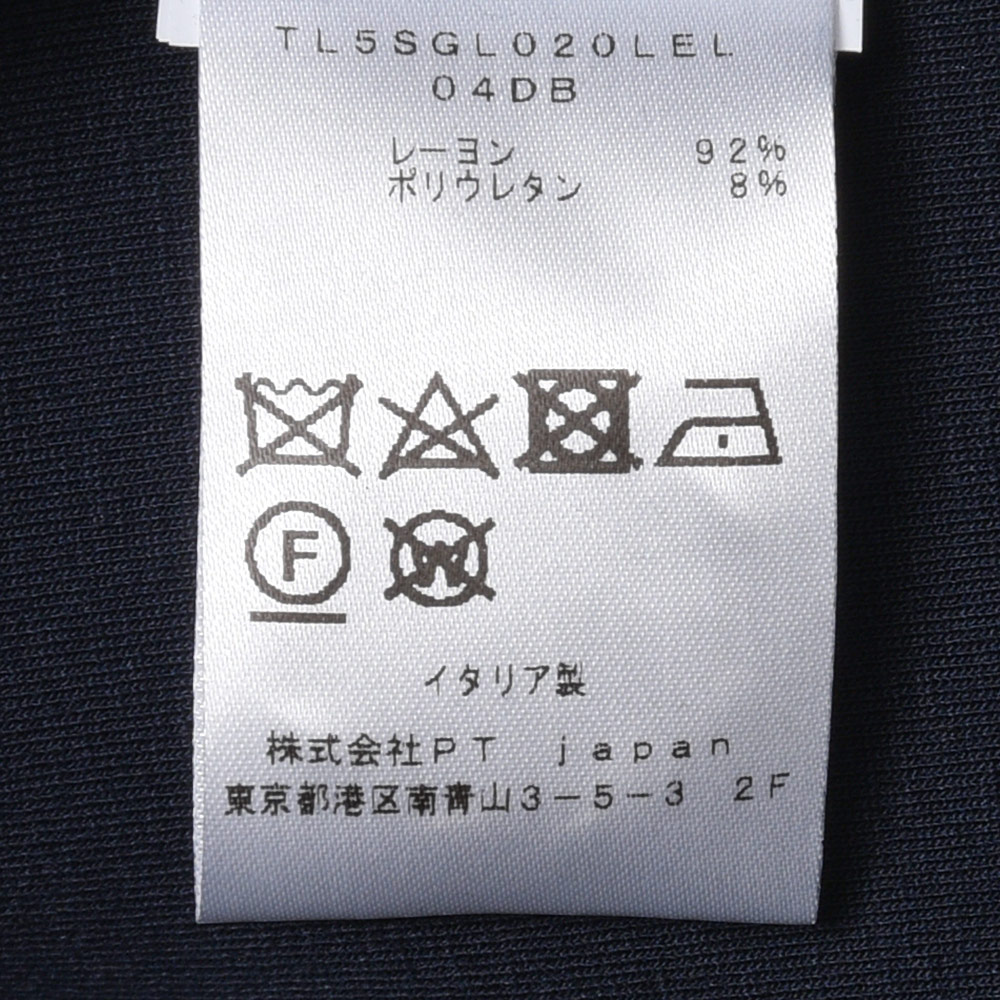 TL5SGL020LEL
04DB
レーヨン 92%
ポリウレタン 8%
F
W
イタリア製
株式会社PT japan
東京都港区南青山3-5-3 2F